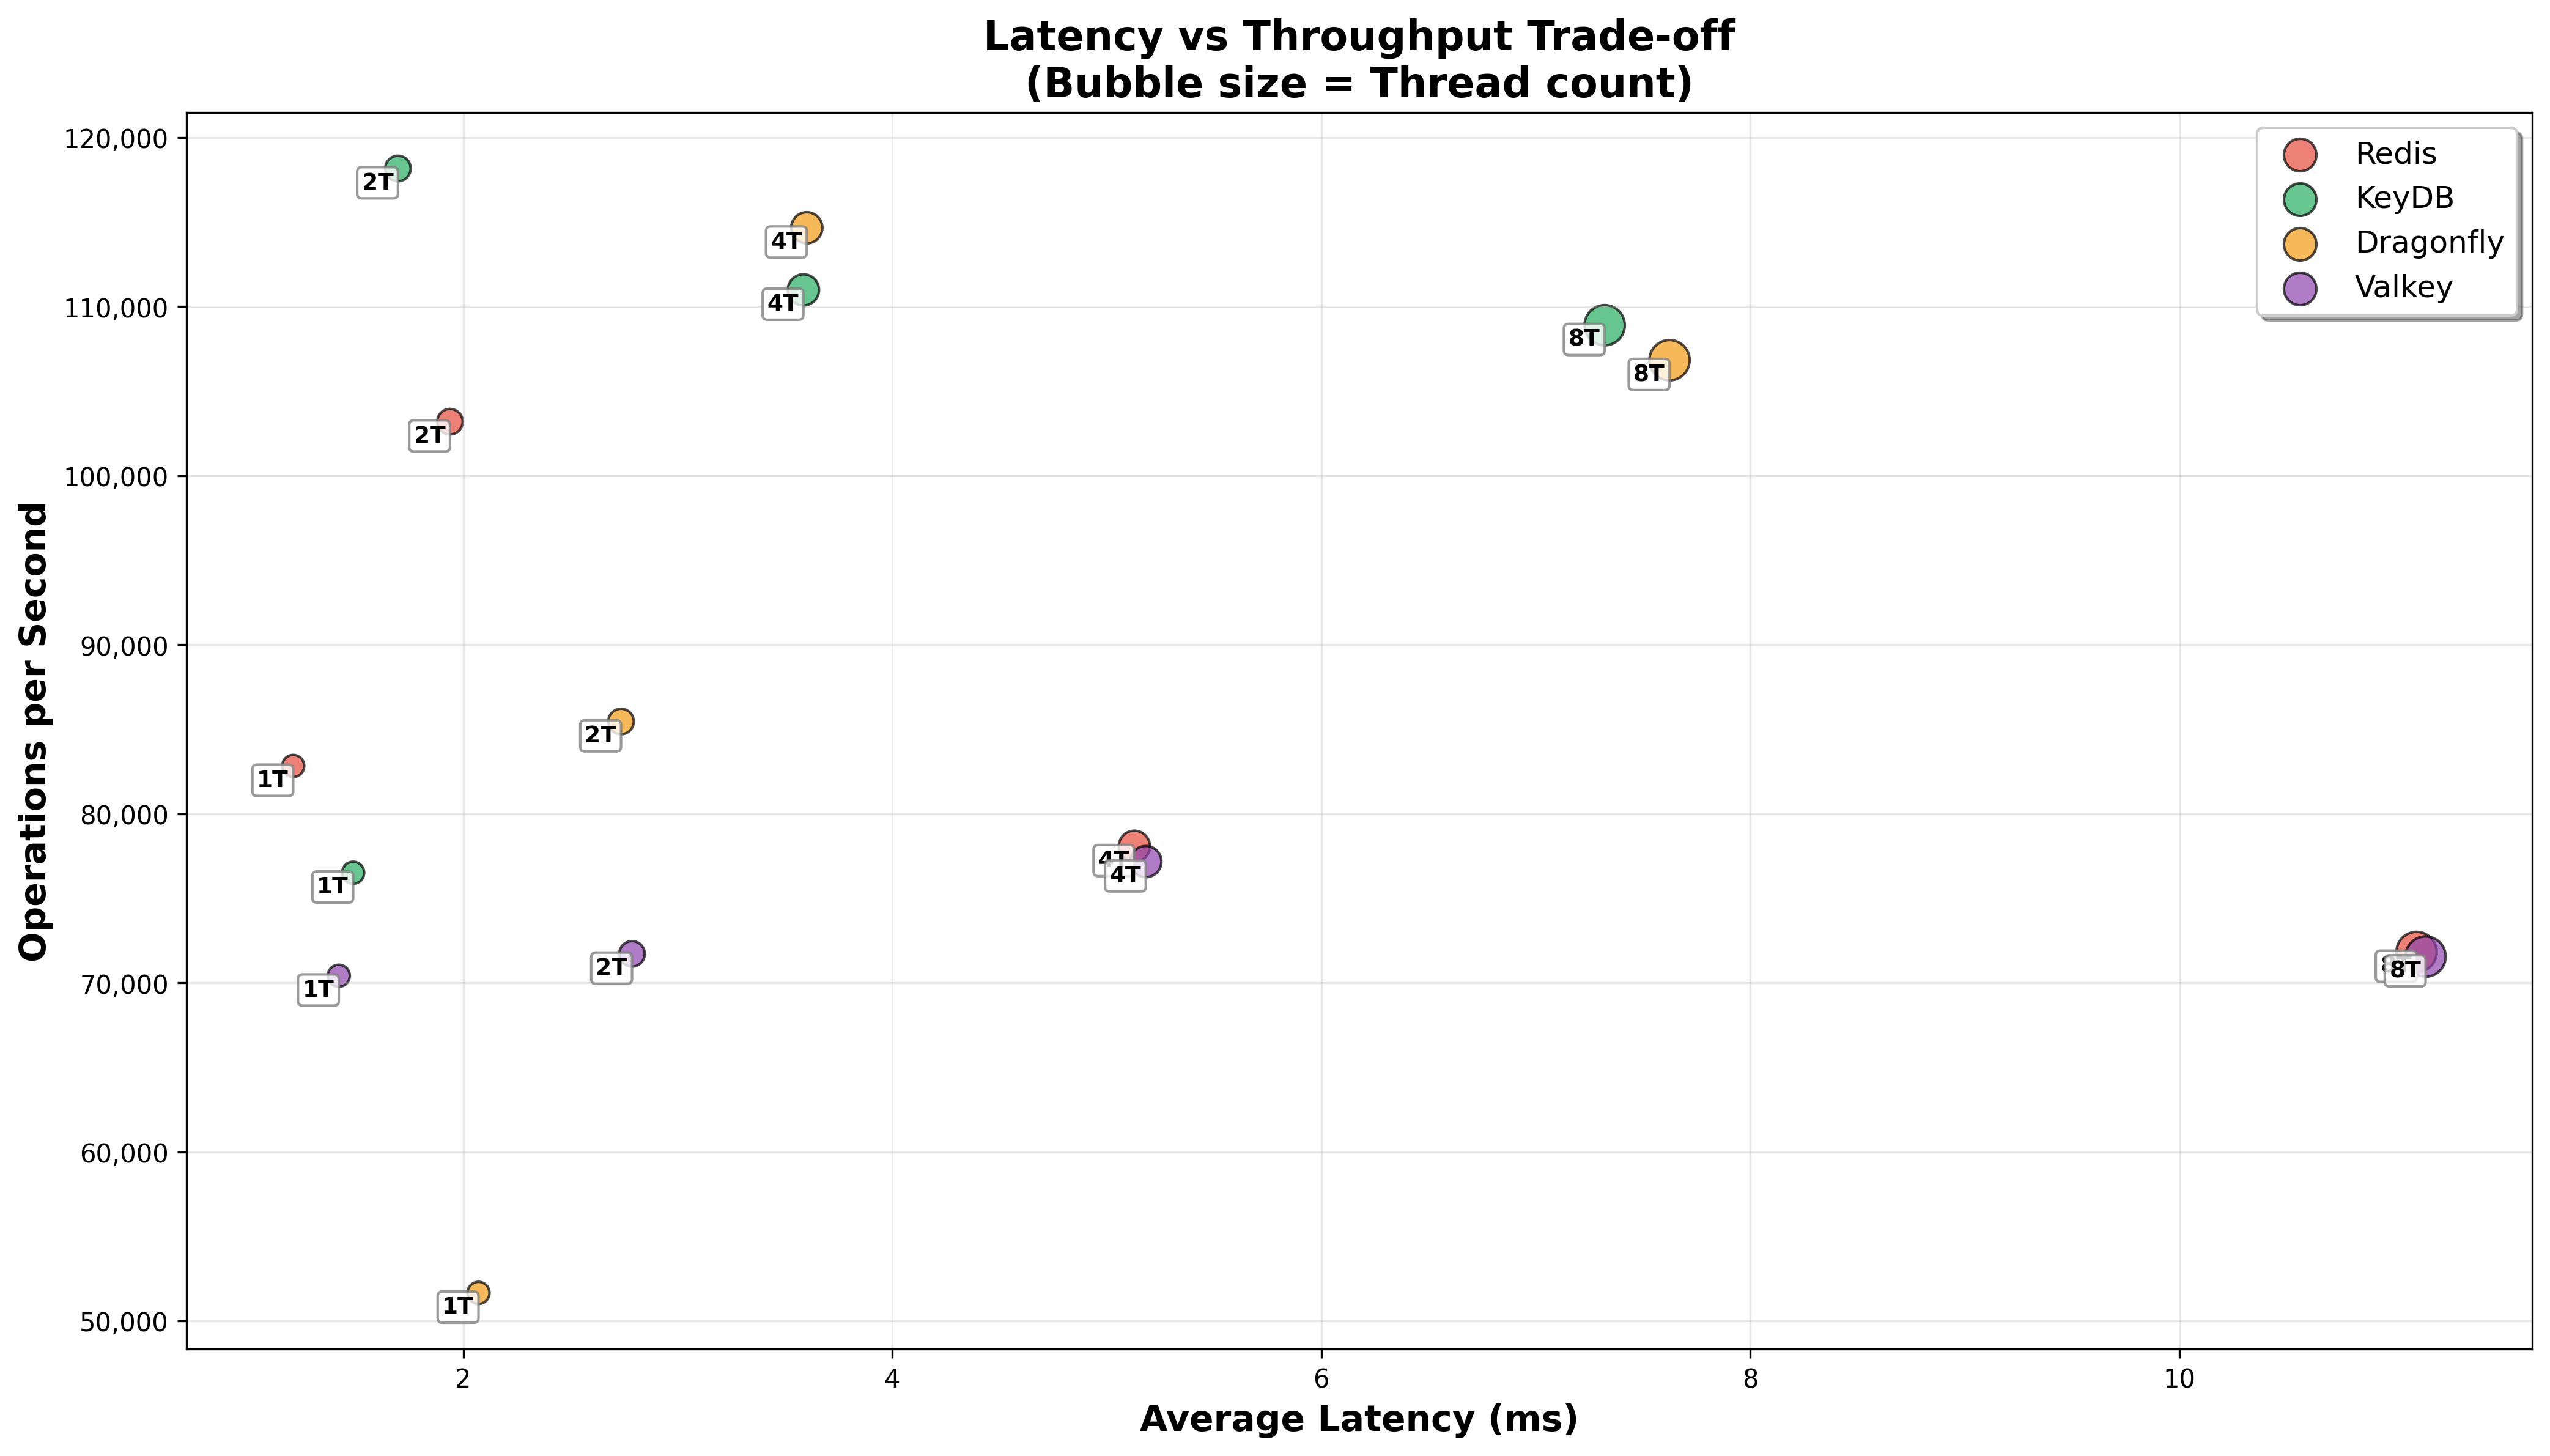 Latency vs Throughput Trade-off
(Bubble size = Thread count)
Operations per Second
120,000
110,000
100,000
90,000
80,000
70,000
60,000
50,000
Redis
KeyDB
Dragonfly
Valkey
2T
4T
4T
8T
8T
2T
2T
1T
4T
4T
1T
2T
8T
1T
1T
2
4
6
8
10
Average Latency (ms)